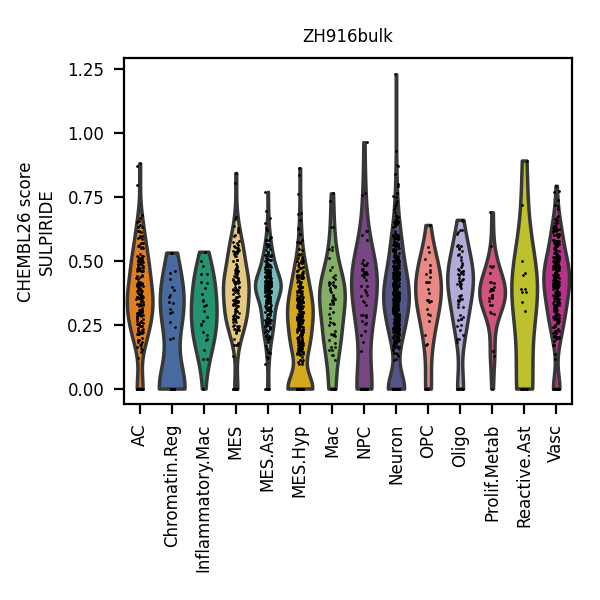 ZH916bulk
CHEMBL26 score
SULPIRIDE
1.25
1.00
0.75
0.50
0.25
0.00
AC
Chromatin.Reg
Inflammatory.Mac
MES
MES.Ast
MES.Hyp
Mac
NPC
Neuron
OPC
Oligo
Prolif.Metab
Reactive.Ast
Vasc